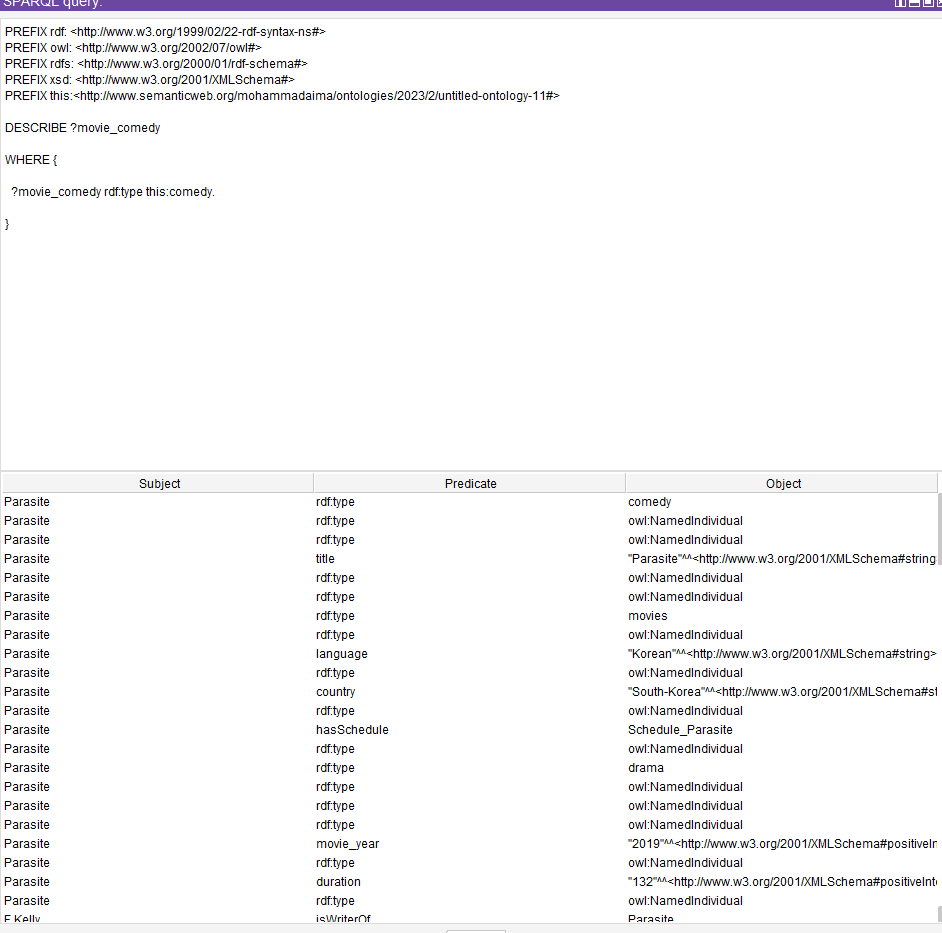 SPARQL query:
PREFIX rdf: <http://www.w3.org/1999/02/22-rdf-syntax-ns#>
PREFIX owl: <http://www.w3.org/2002/07/owl#>
PREFIX rdfs: <http://www.w3.org/2000/01/rdf-schema#>
PREFIX xsd: <http://www.w3.org/2001/XMLSchema#>
PREFIX this:<http://www.semanticweb.org/mohammadaima/ontologies/2023/2/untitled-ontology-11#>
DESCRIBE ?movie_comedy
WHERE {
?movie_comedy rdf:type this:comedy.
}
Subject Predicate Object
Parasite rdf:type comedy
Parasite rdf:type owl:NamedIndividual
Parasite rdf:type owl:NamedIndividual
Parasite title "Parasite"^^<http://www.w3.org/2001/XMLSchema#string
Parasite rdf:type owl:NamedIndividual
Parasite rdf:type owl:NamedIndividual
Parasite rdf:type movies
Parasite rdf:type owl:NamedIndividual
Parasite language "Korean"^^<http://www.w3.org/2001/XMLSchema#string>
Parasite rdf:type owl:NamedIndividual
Parasite country "South-Korea"^^<http://www.w3.org/2001/XMLSchema#st
Parasite rdf:type owl:NamedIndividual
Parasite hasSchedule Schedule_Parasite
Parasite rdf:type owl:NamedIndividual
Parasite rdf:type drama
Parasite rdf:type owl:NamedIndividual
Parasite rdf:type owl:NamedIndividual
Parasite rdf:type owl:NamedIndividual
Parasite movie_year "2019"^^<http://www.w3.org/2001/XMLSchema#positiveIn
Parasite rdf:type owl:NamedIndividual
Parasite duration "132"^^<http://www.w3.org/2001/XMLSchema#positiveInte
Parasite rdf:type owl:NamedIndividual
F.Kelly isWriterOf Parasite